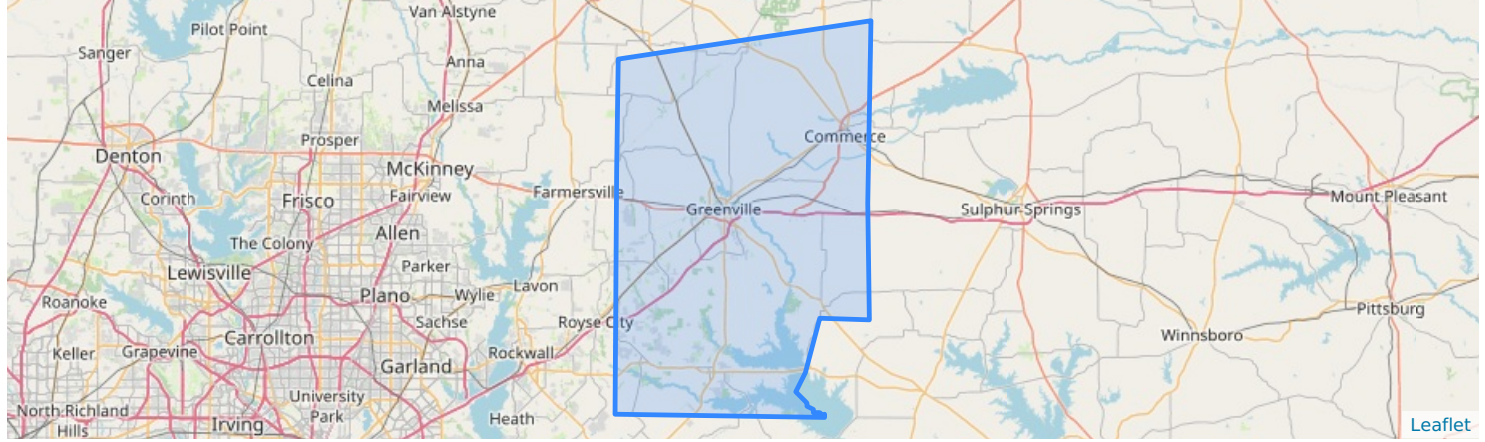 Van Alstyne
Pilot Point
Sanger
Anna
Celina
Melissa
Commerce
Prosper
Denton
McKinney
Farmersville
Fairview
Mount Pleasant
Corinth
Frisco
Greenville
Sulphur Springs
Allen
The Colony
Parker
Lewisville
Lavon
Plano
Wylie
Roanoke
Pittsburg
Sachse
Royse City
Winnsboro
Carrollton
Keller
Grapevine
Rockwall
Garland
University
Park
North Richland
Hills
Heath
Irving
Leaflet